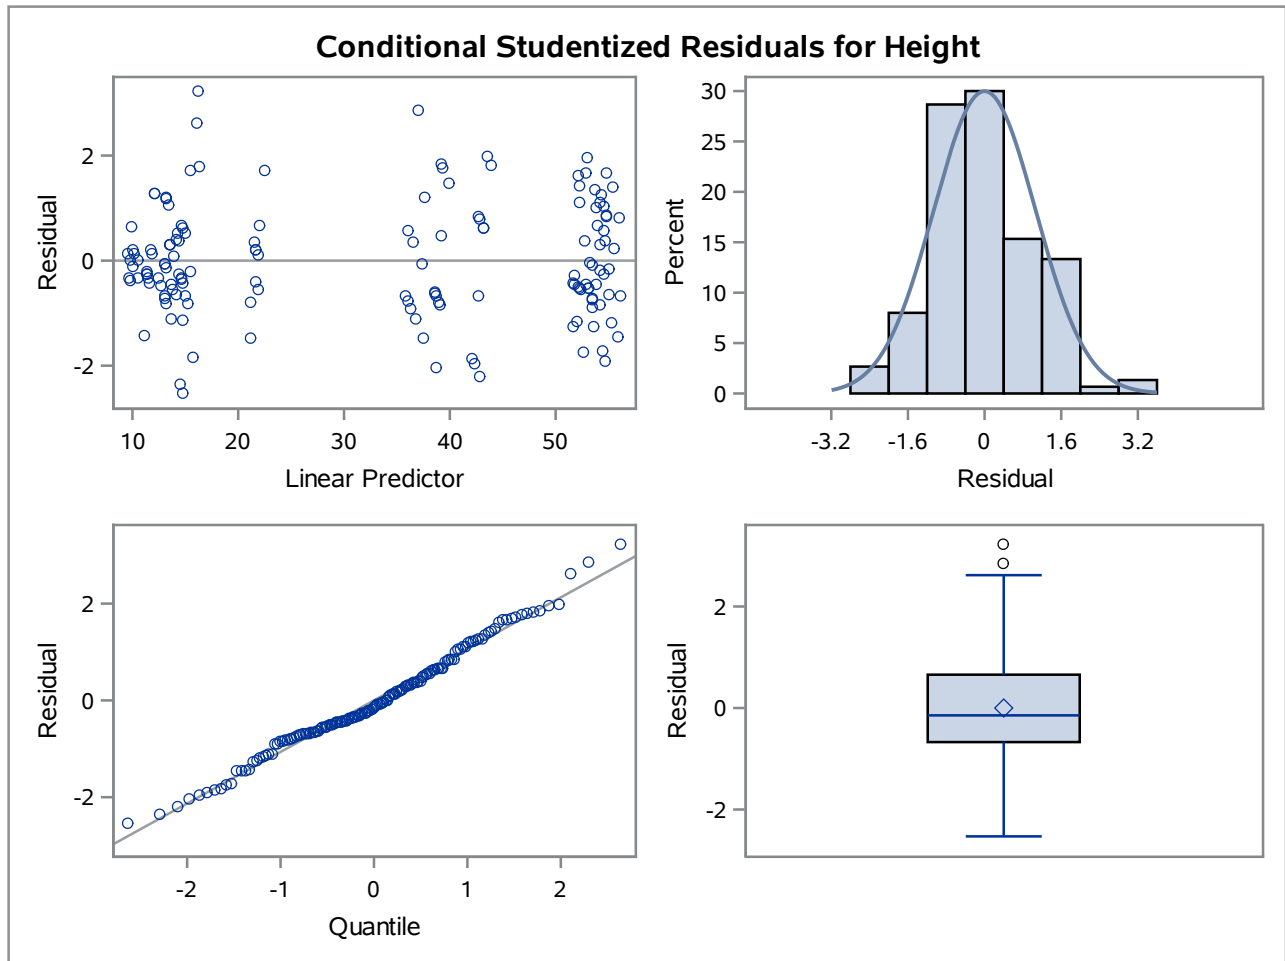 Conditional Studentized Residuals for Height
2
0
-2
Residual
10 20 30 40 50
Linear Predictor
30
25
20
15
10
5
0
Percent
-3.2 -1.6 0 1.6 3.2
Residual
2
0
-2
Residual
-2 -1 0 1 2
Quantile
2
0
-2
Residual